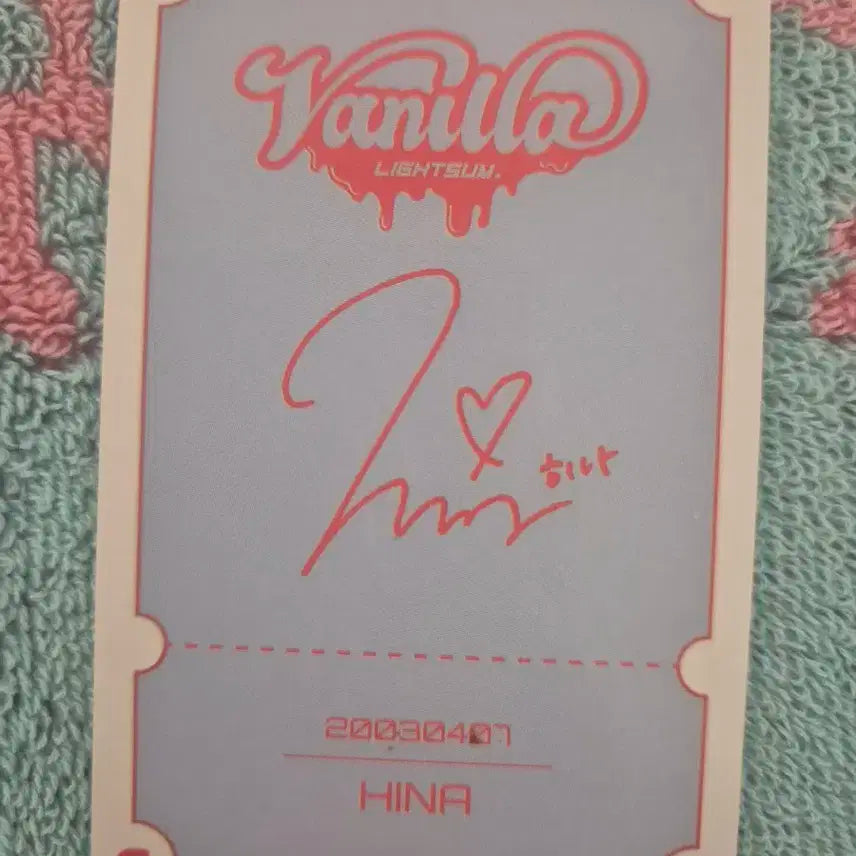 Vanilla
LIGHTSUM.
히나
20030407
HINA